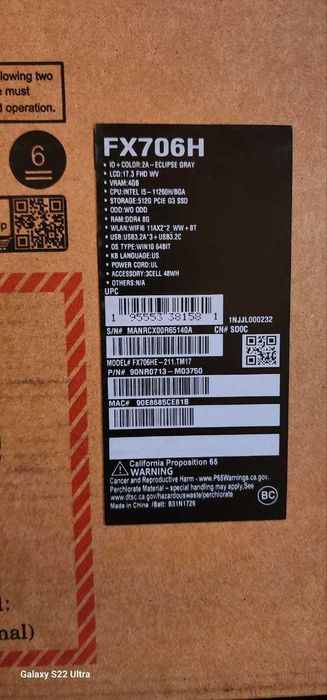 lowing two
must
operation.
6
FX706H
• ID+COLOR:2A-ECLIPSE GRAY
• LCD:17.3 FHD WV
• VRAM:4GB
• CPU:INTEL I5-11260H/BGA
• STORAGE:512G PCIE G3 SSD
• ODD:WO ODD
• RAM:DDR4 8G
• WLAN:WIFI6 11AX2*2_WW+BT
• USB:USB3.2A*3+USB3.2C
• OS TYPE:WIN10 64BIT
• KB LANGUAGE:US
• POWER CORD:UL
• ACCESSORY:3CELL 48WH
• OTHERS:N/A
UPC
1 95553 38158 1
1NJJL000232
S/N# MANRCX00R65140A CN# SD0C
MODEL# FX706HE-211.TM17
P/N# 90NR0713-M03750
MAC# 90E8685CE81B
California Proposition 65
WARNING
Cancer and Reproductive Harm - www.P65Warnings.ca.gov.
Perchlorate Material – special handling may apply.See
www.dtsc.ca.gov/hazardouswaste/perchlorate
Made in China /Batt: B31N1726
BC
nal)
Galaxy S22 Ultra